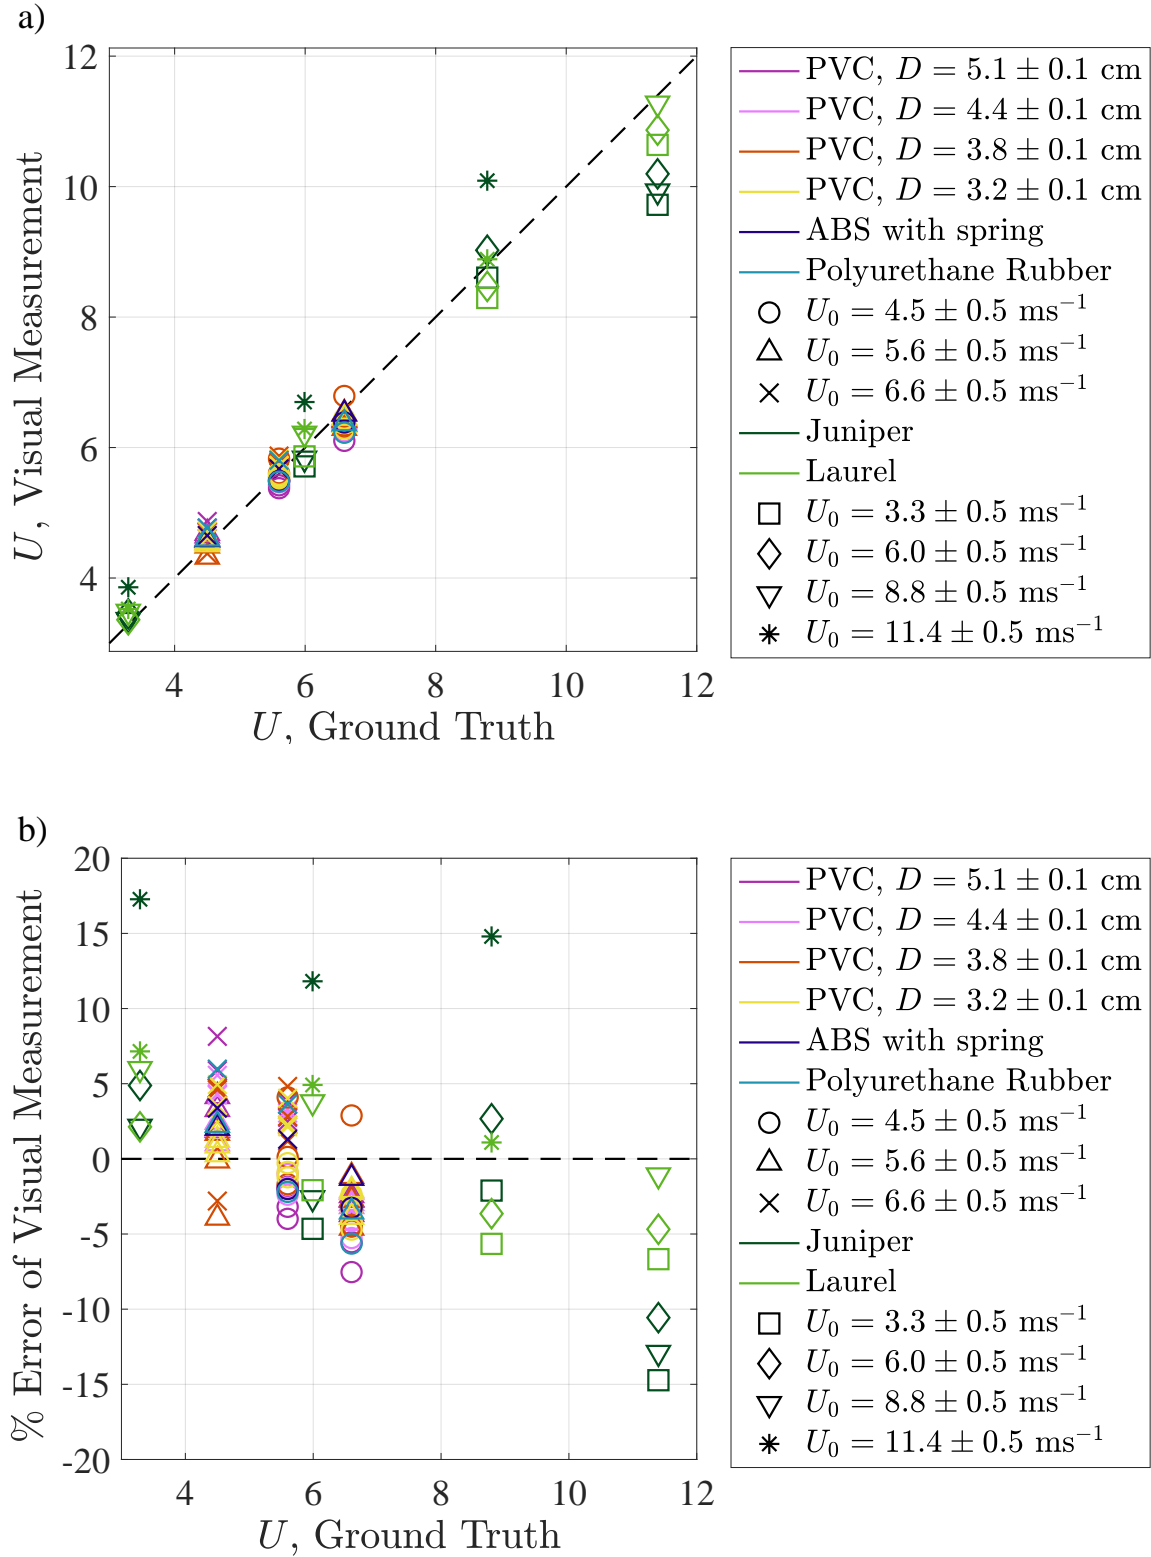 a)
12
10
8
6
4
4 6 8 10 12
U, Visual Measurement
U, Ground Truth
PVC, D = 5.1 ± 0.1 cm
PVC, D = 4.4 ± 0.1 cm
PVC, D = 3.8 ± 0.1 cm
PVC, D = 3.2 ± 0.1 cm
ABS with spring
Polyurethane Rubber
U₀ = 4.5 ± 0.5 ms⁻¹
U₀ = 5.6 ± 0.5 ms⁻¹
U₀ = 6.6 ± 0.5 ms⁻¹
Juniper
Laurel
U₀ = 3.3 ± 0.5 ms⁻¹
U₀ = 6.0 ± 0.5 ms⁻¹
U₀ = 8.8 ± 0.5 ms⁻¹
U₀ = 11.4 ± 0.5 ms⁻¹
b)
20
15
10
5
0
-5
-10
-15
-20
4 6 8 10 12
% Error of Visual Measurement
U, Ground Truth
PVC, D = 5.1 ± 0.1 cm
PVC, D = 4.4 ± 0.1 cm
PVC, D = 3.8 ± 0.1 cm
PVC, D = 3.2 ± 0.1 cm
ABS with spring
Polyurethane Rubber
U₀ = 4.5 ± 0.5 ms⁻¹
U₀ = 5.6 ± 0.5 ms⁻¹
U₀ = 6.6 ± 0.5 ms⁻¹
Juniper
Laurel
U₀ = 3.3 ± 0.5 ms⁻¹
U₀ = 6.0 ± 0.5 ms⁻¹
U₀ = 8.8 ± 0.5 ms⁻¹
U₀ = 11.4 ± 0.5 ms⁻¹